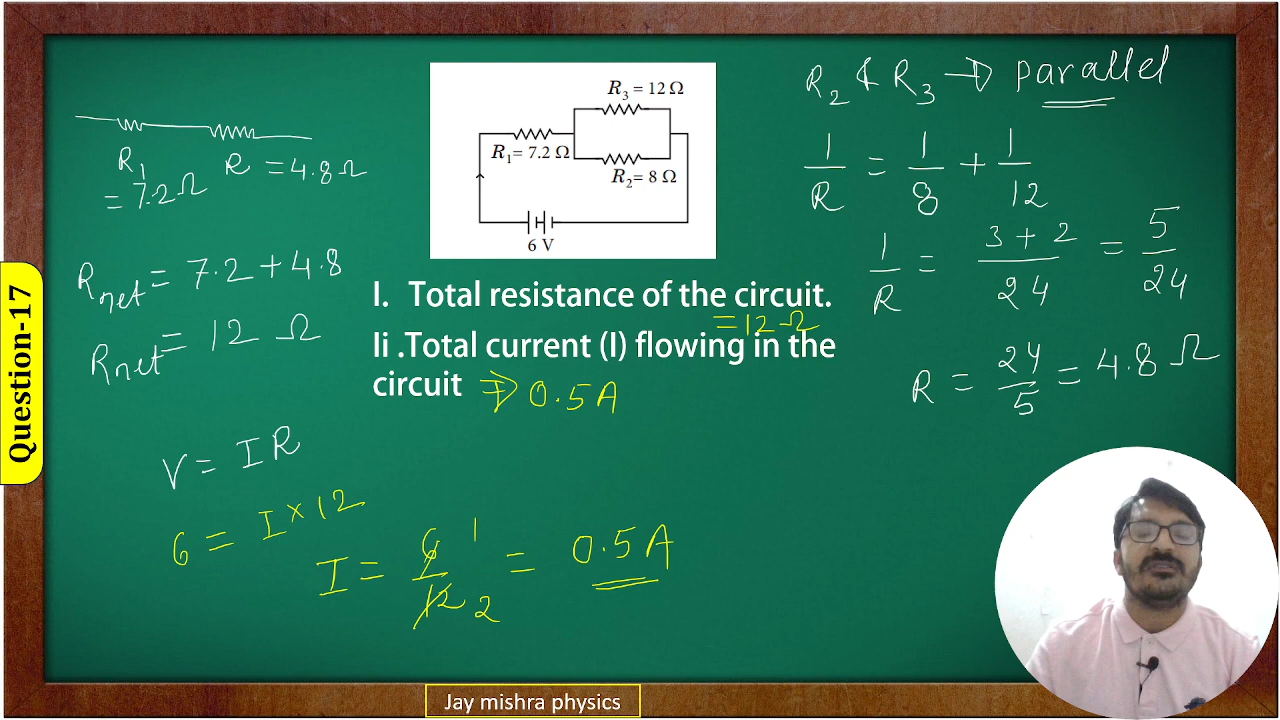 Question-17
R1 = 7.2 Ω
R = 4.8 Ω
Rnet = 7.2 + 4.8
Rnet = 12 Ω
V = I R
6 = I × 12
I = 6/12 1/2 = 0.5 A
R3 = 12 Ω
R1= 7.2 Ω
R2= 8 Ω
6 V
I. Total resistance of the circuit.
= 12 Ω
Ii .Total current (I) flowing in the
circuit ⇒ 0.5 A
R2 & R3 → parallel
1/R = 1/8 + 1/12
1/R = 3 + 2/24 = 5/24
R = 24/5 = 4.8 Ω
Jay mishra physics